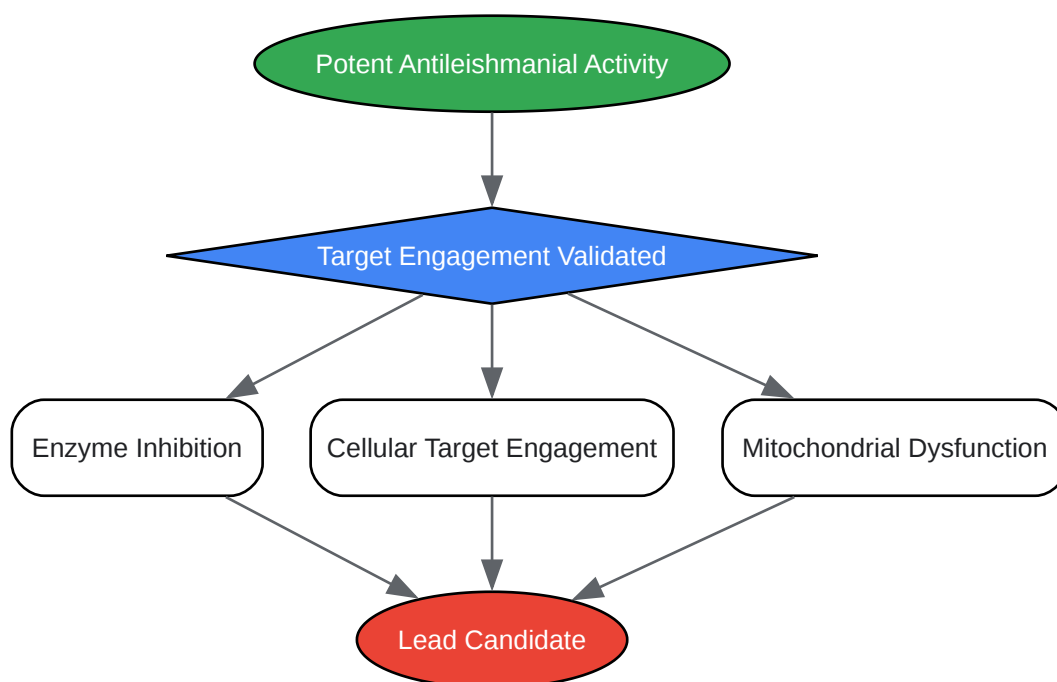 Potent Antileishmanial Activity
Target Engagement Validated
Enzyme Inhibition
Cellular Target Engagement
Mitochondrial Dysfunction
Lead Candidate